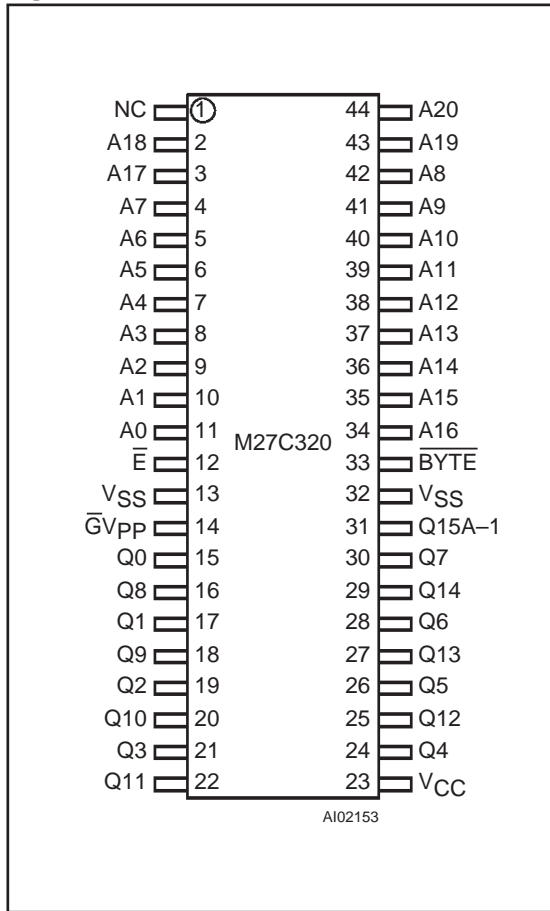 NC 1 44 A20
A18 2 43 A19
A17 3 42 A8
A7 4 41 A9
A6 5 40 A10
A5 6 39 A11
A4 7 38 A12
A3 8 37 A13
A2 9 36 A14
A1 10 35 A15
A0 11 34 A16
M27C320
E̅ 12 33 B̅Y̅T̅E̅
VSS 13 32 VSS
G̅VPP 14 31 Q15A–1
Q0 15 30 Q7
Q8 16 29 Q14
Q1 17 28 Q6
Q9 18 27 Q13
Q2 19 26 Q5
Q10 20 25 Q12
Q3 21 24 Q4
Q11 22 23 VCC
AI02153